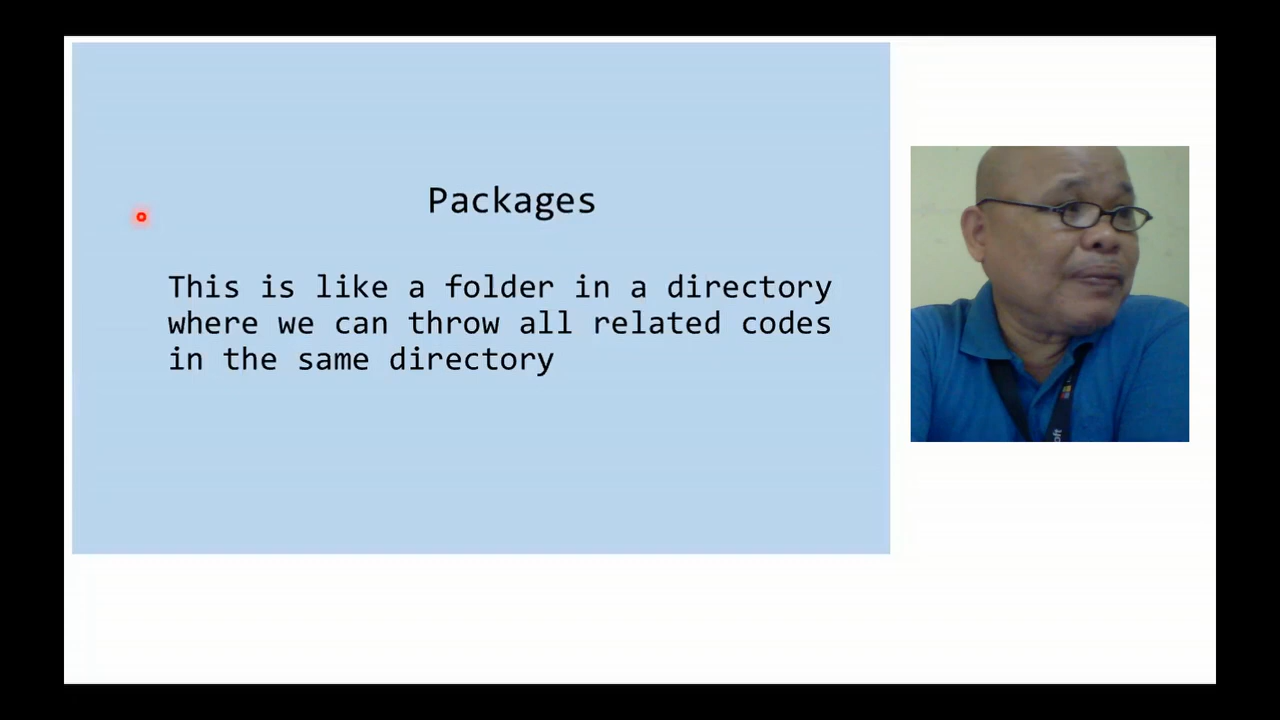 Packages
This is like a folder in a directory
where we can throw all related codes
in the same directory